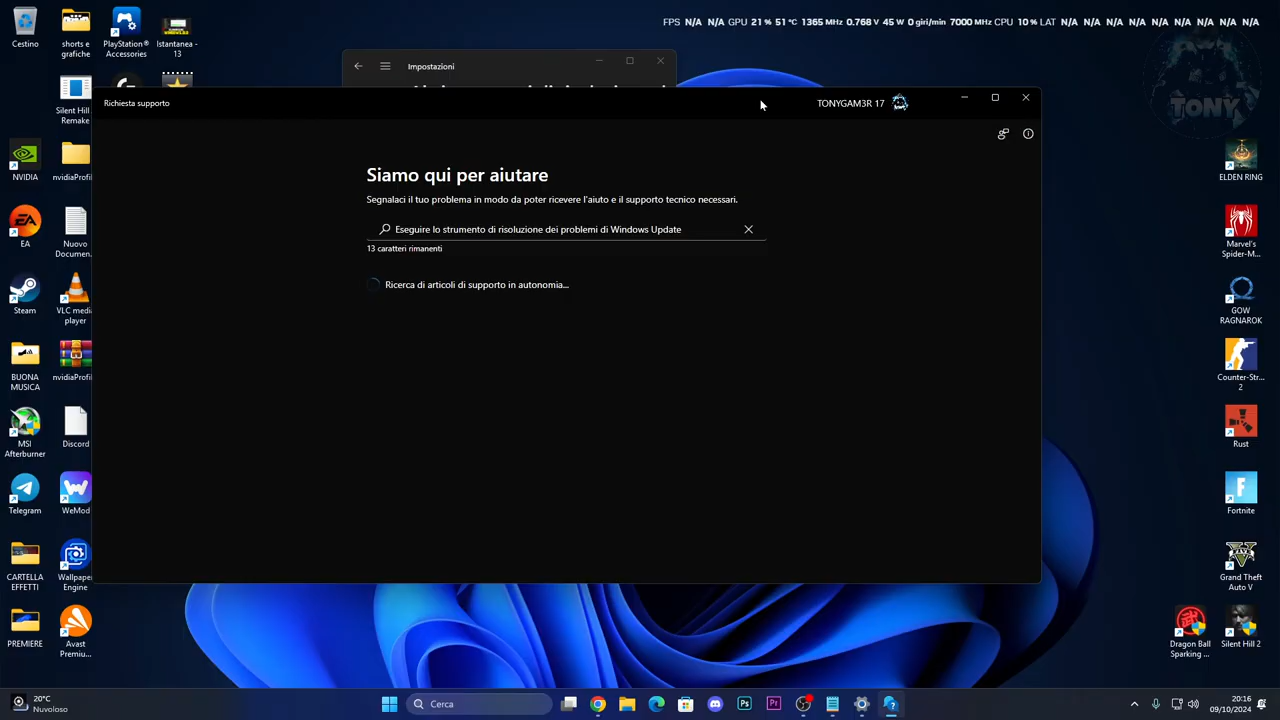 FPS N/A N/A GPU 21 % 51 °C 1365 MHz 0.768 V 45 W 0 giri/min 7000 MHz CPU 10 % LAT N/A N/A N/A N/A N/A N/A N/A N/A N/A
Cestino
shorts e grafiche
PlayStation® Accessories
Istantanea - 13
Impostazioni
Richiesta supporto
TONYGAM3R 17
TONY
Silent Hill Remake
Siamo qui per aiutare
Segnalaci il tuo problema in modo da poter ricevere l'aiuto e il supporto tecnico necessari.
Eseguire lo strumento di risoluzione dei problemi di Windows Update
13 caratteri rimanenti
Ricerca di articoli di supporto in autonomia...
NVIDIA
nvidiaProfil
ELDEN RING
EA
Nuovo
Documen...
Marvel's
Spider-M...
Steam
VLC media
player
GOW
RAGNAROK
BUONA
MUSICA
nvidiaProfil
Counter-Str...
2
MSI
Afterburner
Discord
Rust
Telegram
WeMod
Fortnite
CARTELLA
EFFETTI
Wallpaper
Engine
Grand Theft
Auto V
PREMIERE
Avast
Premiu...
Dragon Ball
Sparking ...
Silent Hill 2
20°C
Nuvoloso
Cerca
Ps
Pr
20:16
09/10/2024